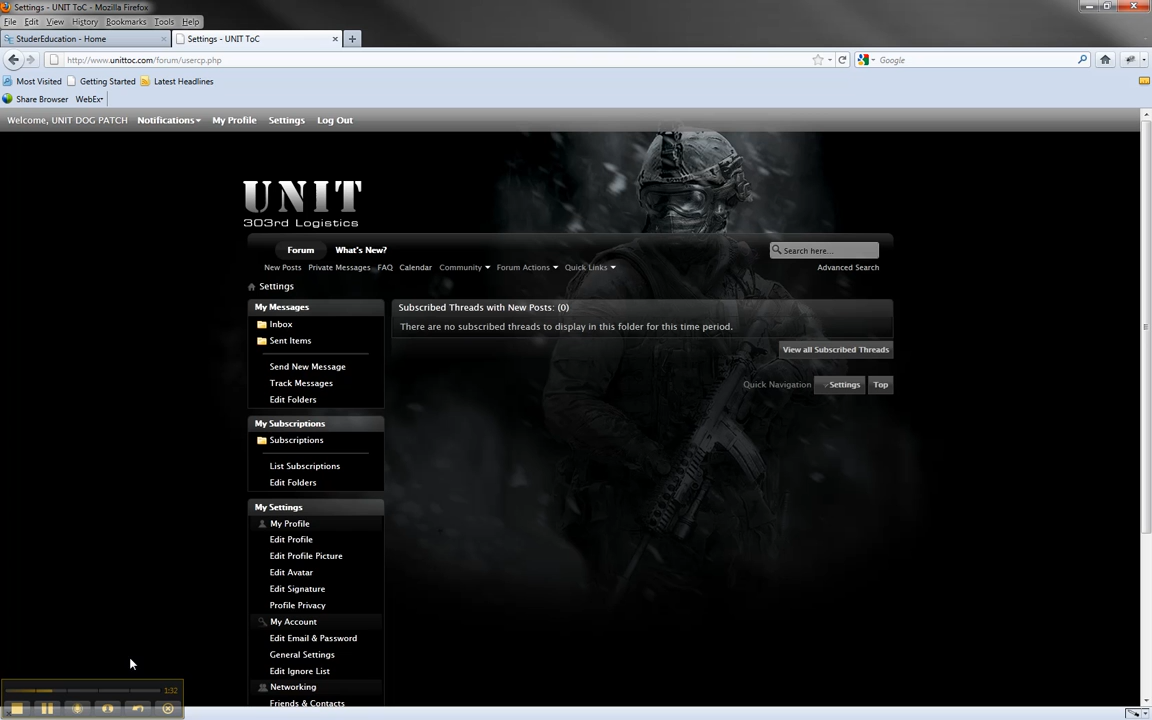 Settings - UNIT ToC - Mozilla Firefox
File Edit View History Bookmarks Tools Help
StuderEducation - Home
Settings - UNIT ToC
http://www.unittoc.com/forum/usercp.php
Google
Most Visited Getting Started Latest Headlines
Share Browser WebEx
Welcome, UNIT DOG PATCH Notifications My Profile Settings Log Out
UNIT
303rd Logistics
Forum What's New? Search here...
New Posts Private Messages FAQ Calendar Community Forum Actions Quick Links Advanced Search
Settings
My Messages
Inbox
Sent Items
Send New Message
Track Messages
Edit Folders
My Subscriptions
Subscriptions
List Subscriptions
Edit Folders
My Settings
My Profile
Edit Profile
Edit Profile Picture
Edit Avatar
Edit Signature
Profile Privacy
My Account
Edit Email & Password
General Settings
Edit Ignore List
Networking
Friends & Contacts
Subscribed Threads with New Posts: (0)
There are no subscribed threads to display in this folder for this time period.
View all Subscribed Threads
Quick Navigation Settings Top
1:32